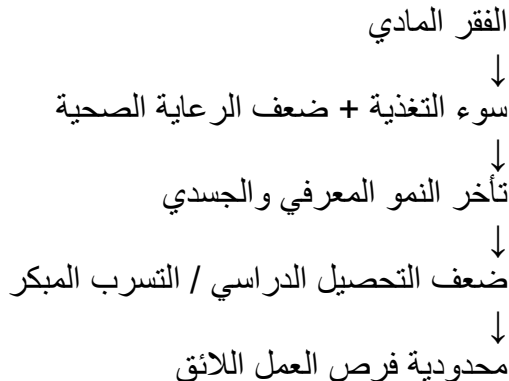 الفقر المادي
↓
سوء التغذية + ضعف الرعاية الصحية
↓
تأخر النمو المعرفي والجسدي
↓
ضعف التحصيل الدراسي / التسرب المبكر
↓
محدودية فرص العمل اللائق